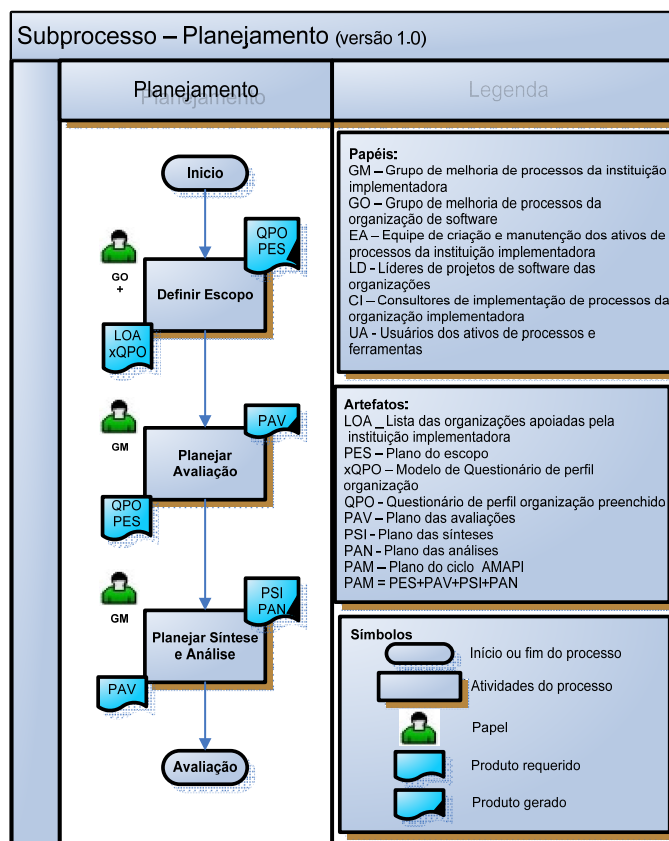 Subprocesso – Planejamento (versão 1.0)
Planejamento
Legenda
Início
QPO
PES
GO
+
Definir Escopo
LOA
xQPO
PAV
GM
Planejar
Avaliação
QPO
PES
PSI
PAN
GM
Planejar Síntese
e Análise
PAV
Avaliação
Papéis:
GM – Grupo de melhoria de processos da instituição
implementadora
GO – Grupo de melhoria de processos da
organização de software
EA – Equipe de criação e manutenção dos ativos de
processos da instituição implementadora
LD - Líderes de projetos de software das
organizações
CI – Consultores de implementação de processos da
organização implementadora
UA - Usuários dos ativos de processos e
ferramentas
Artefatos:
LOA _ Lista das organizações apoiadas pela
instituição implementadora
PES – Plano do escopo
xQPO – Modelo de Questionário de perfil
organização
QPO - Questionário de perfil organização preenchido
PAV – Plano das avaliações
PSI - Plano das sínteses
PAN – Plano das análises
PAM – Plano do ciclo AMAPI
PAM = PES+PAV+PSI+PAN
Símbolos
Início ou fim do processo
Atividades do processo
Papel
Produto requerido
Produto gerado